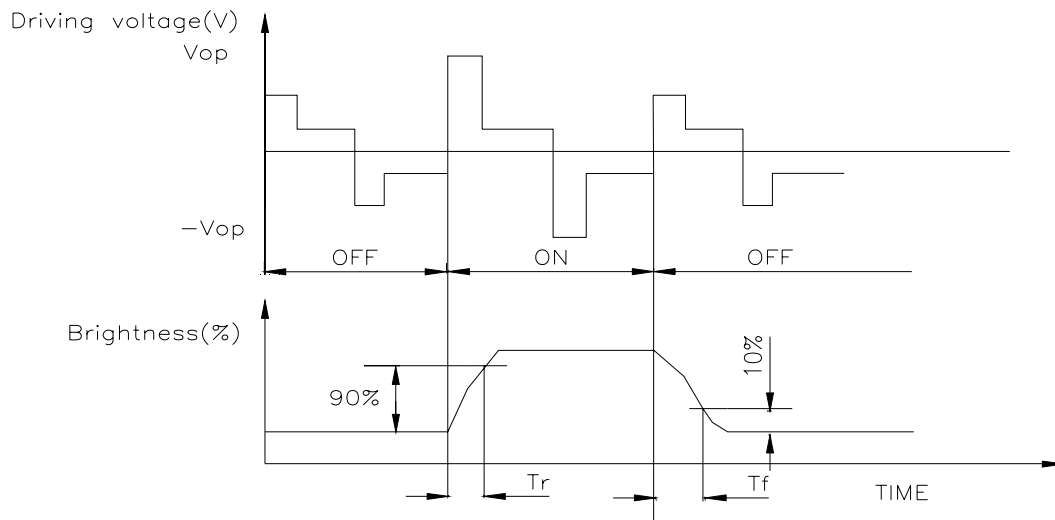 Driving voltage(V)
Vop
−Vop
OFF
ON
OFF
Brightness(%)
90%
10%
Tr
Tf
TIME